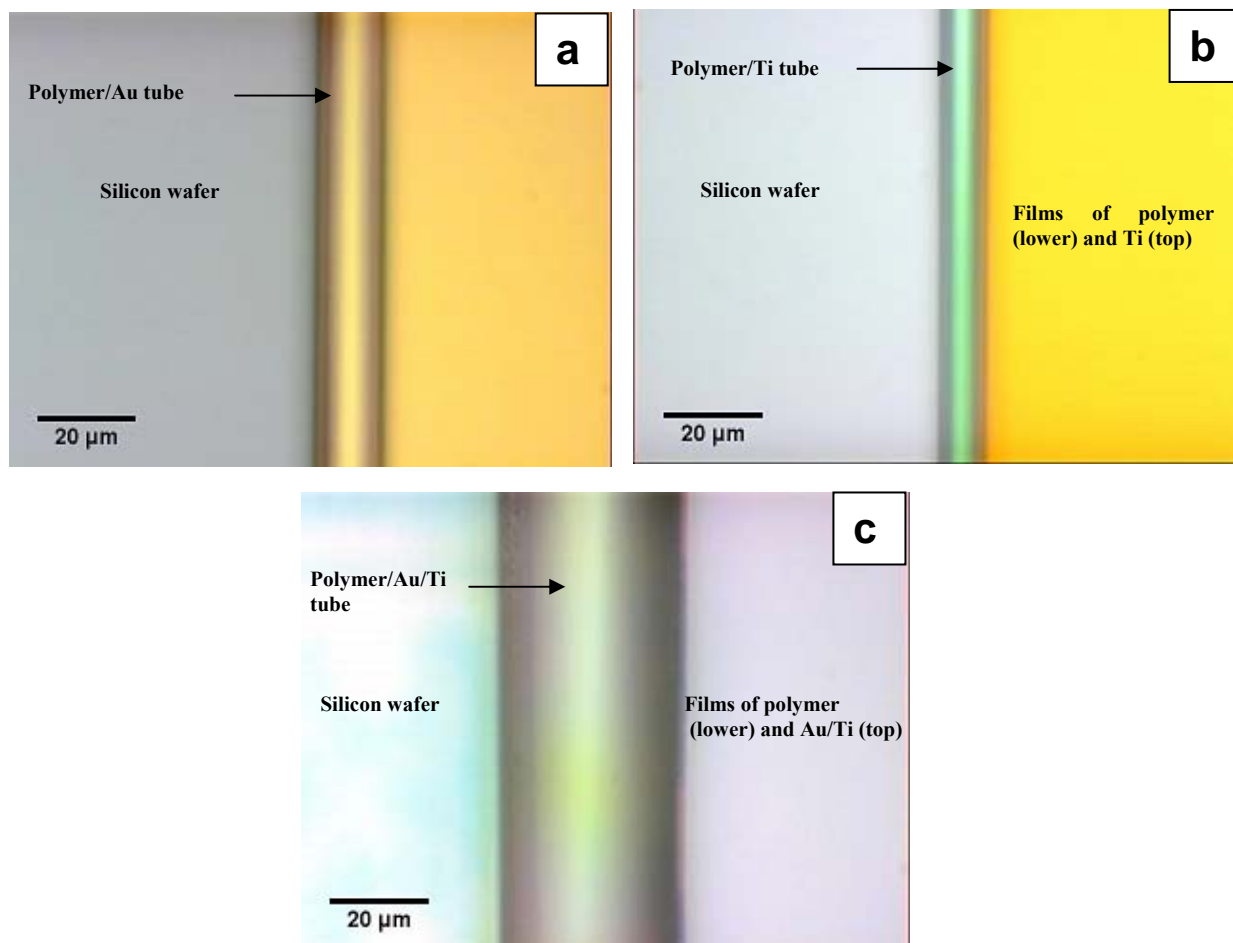 a
Polymer/Au tube
Silicon wafer
20 µm
b
Polymer/Ti tube
Silicon wafer
Films of polymer
(lower) and Ti (top)
20 µm
c
Polymer/Au/Ti
tube
Silicon wafer
Films of polymer
(lower) and Au/Ti (top)
20 µm